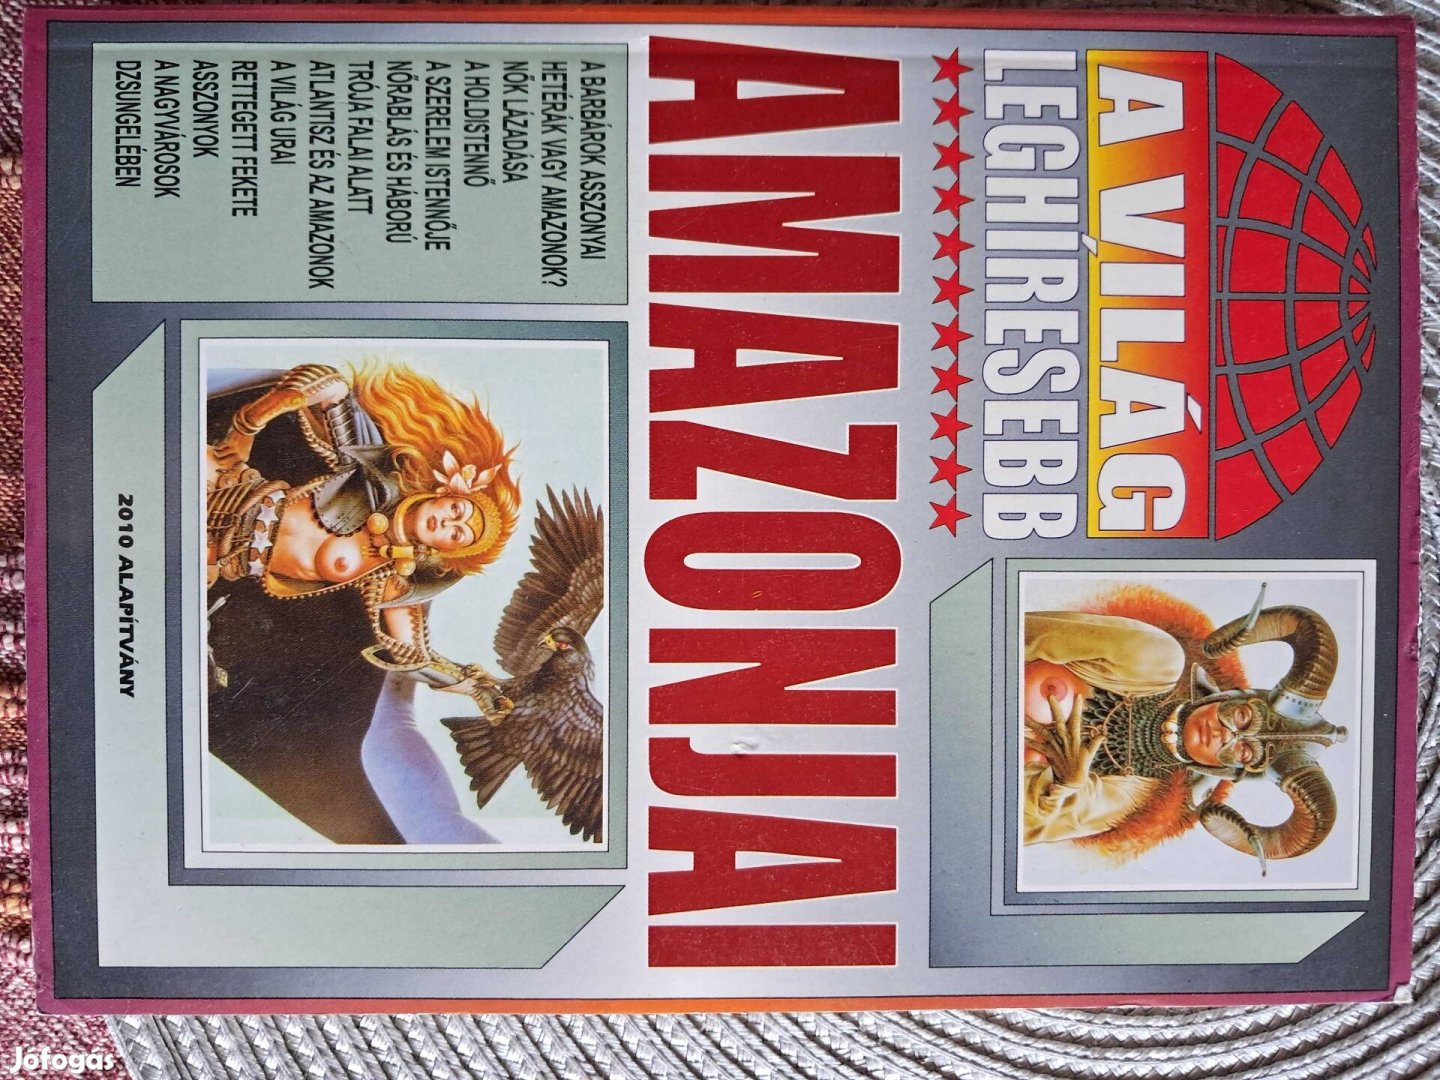 A VILÁG
LEGHÍRESEBB
AMAZONJAI
A BARBÁROK ASSZONYAI
HETÉRÁK VAGY AMAZONOK?
NŐK LÁZADÁSA
A HOLDISTENNŐ
A SZERELEM ISTENNŐJE
NŐRABLÁS ÉS HÁBORÚ
TRÓJA FALAI ALATT
ATLANTISZ ÉS AZ AMAZONOK
A VILÁG URAI
RETTEGETT FEKETE
ASSZONYOK
A NAGYVÁROSOK
DZSUNGELÉBEN
2010 ALAPÍTVÁNY
Jófogás